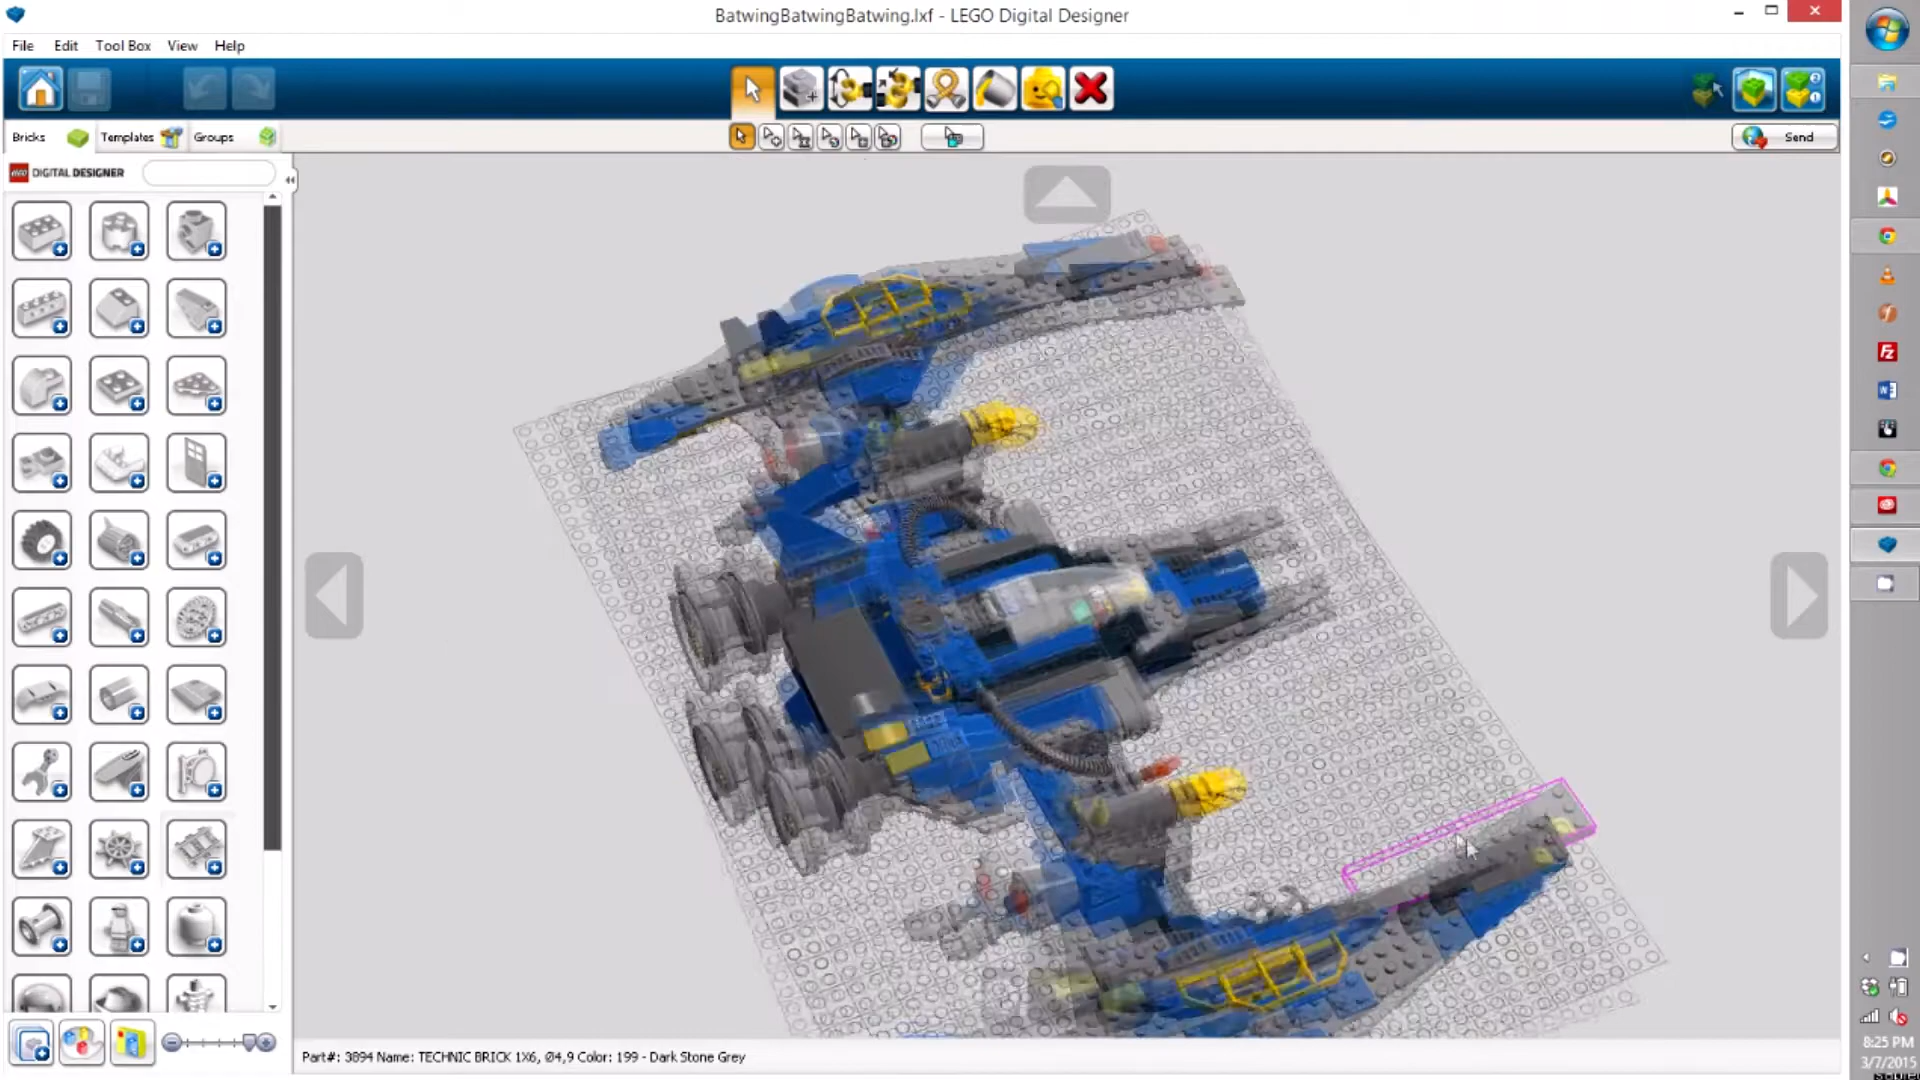 BatwingBatwingBatwing.lxf - LEGO Digital Designer
File Edit Tool Box View Help
Bricks Templates Groups
Send
LEGO DIGITAL DESIGNER
Part#: 3894 Name: TECHNIC BRICK 1X6, Ø4,9 Color: 199 - Dark Stone Grey
8:25 PM
3/7/2015